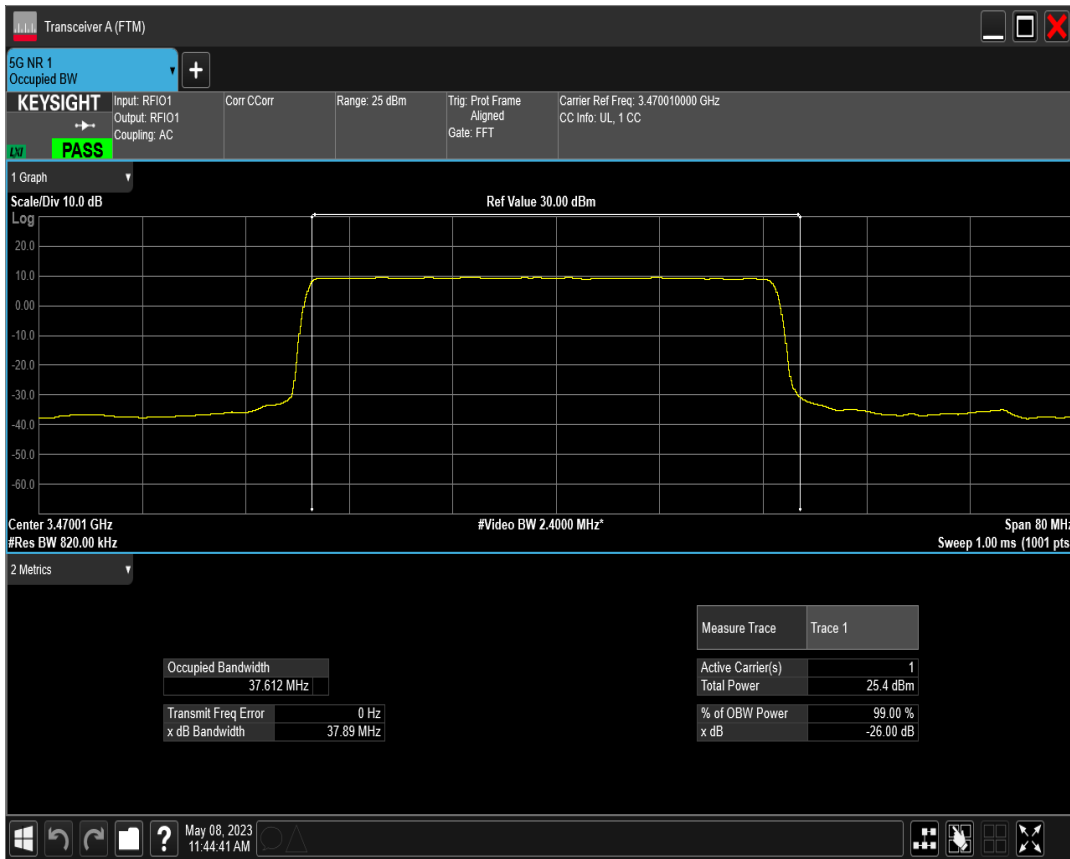 Transceiver A (FTM)
5G NR 1
Occupied BW
+
KEYSIGHT
LXI
PASS
Input: RFIO1
Output: RFIO1
Coupling: AC
Corr CCorr
Range: 25 dBm
Trig: Prot Frame
Aligned
Gate: FFT
Carrier Ref Freq: 3.470010000 GHz
CC Info: UL, 1 CC
1 Graph
Scale/Div 10.0 dB
Ref Value 30.00 dBm
Log
20.0
10.0
0.00
-10.0
-20.0
-30.0
-40.0
-50.0
-60.0
Center 3.47001 GHz
#Video BW 2.4000 MHz*
Span 80 MHz
#Res BW 820.00 kHz
Sweep 1.00 ms (1001 pts
2 Metrics
Measure Trace Trace 1
Occupied Bandwidth
37.612 MHz
Active Carrier(s) 1
Total Power 25.4 dBm
Transmit Freq Error 0 Hz
x dB Bandwidth 37.89 MHz
% of OBW Power 99.00 %
x dB -26.00 dB
?
May 08, 2023
11:44:41 AM